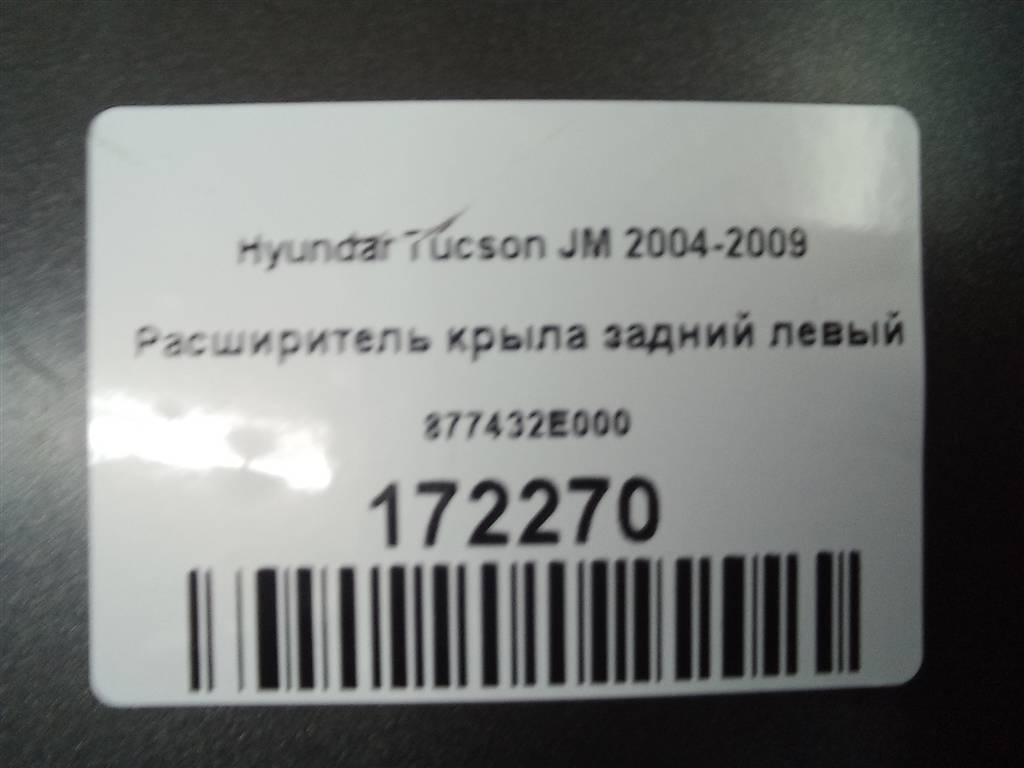 Hyundai Tucson JM 2004-2009
Расширитель крыла задний левый
877432E000
172270